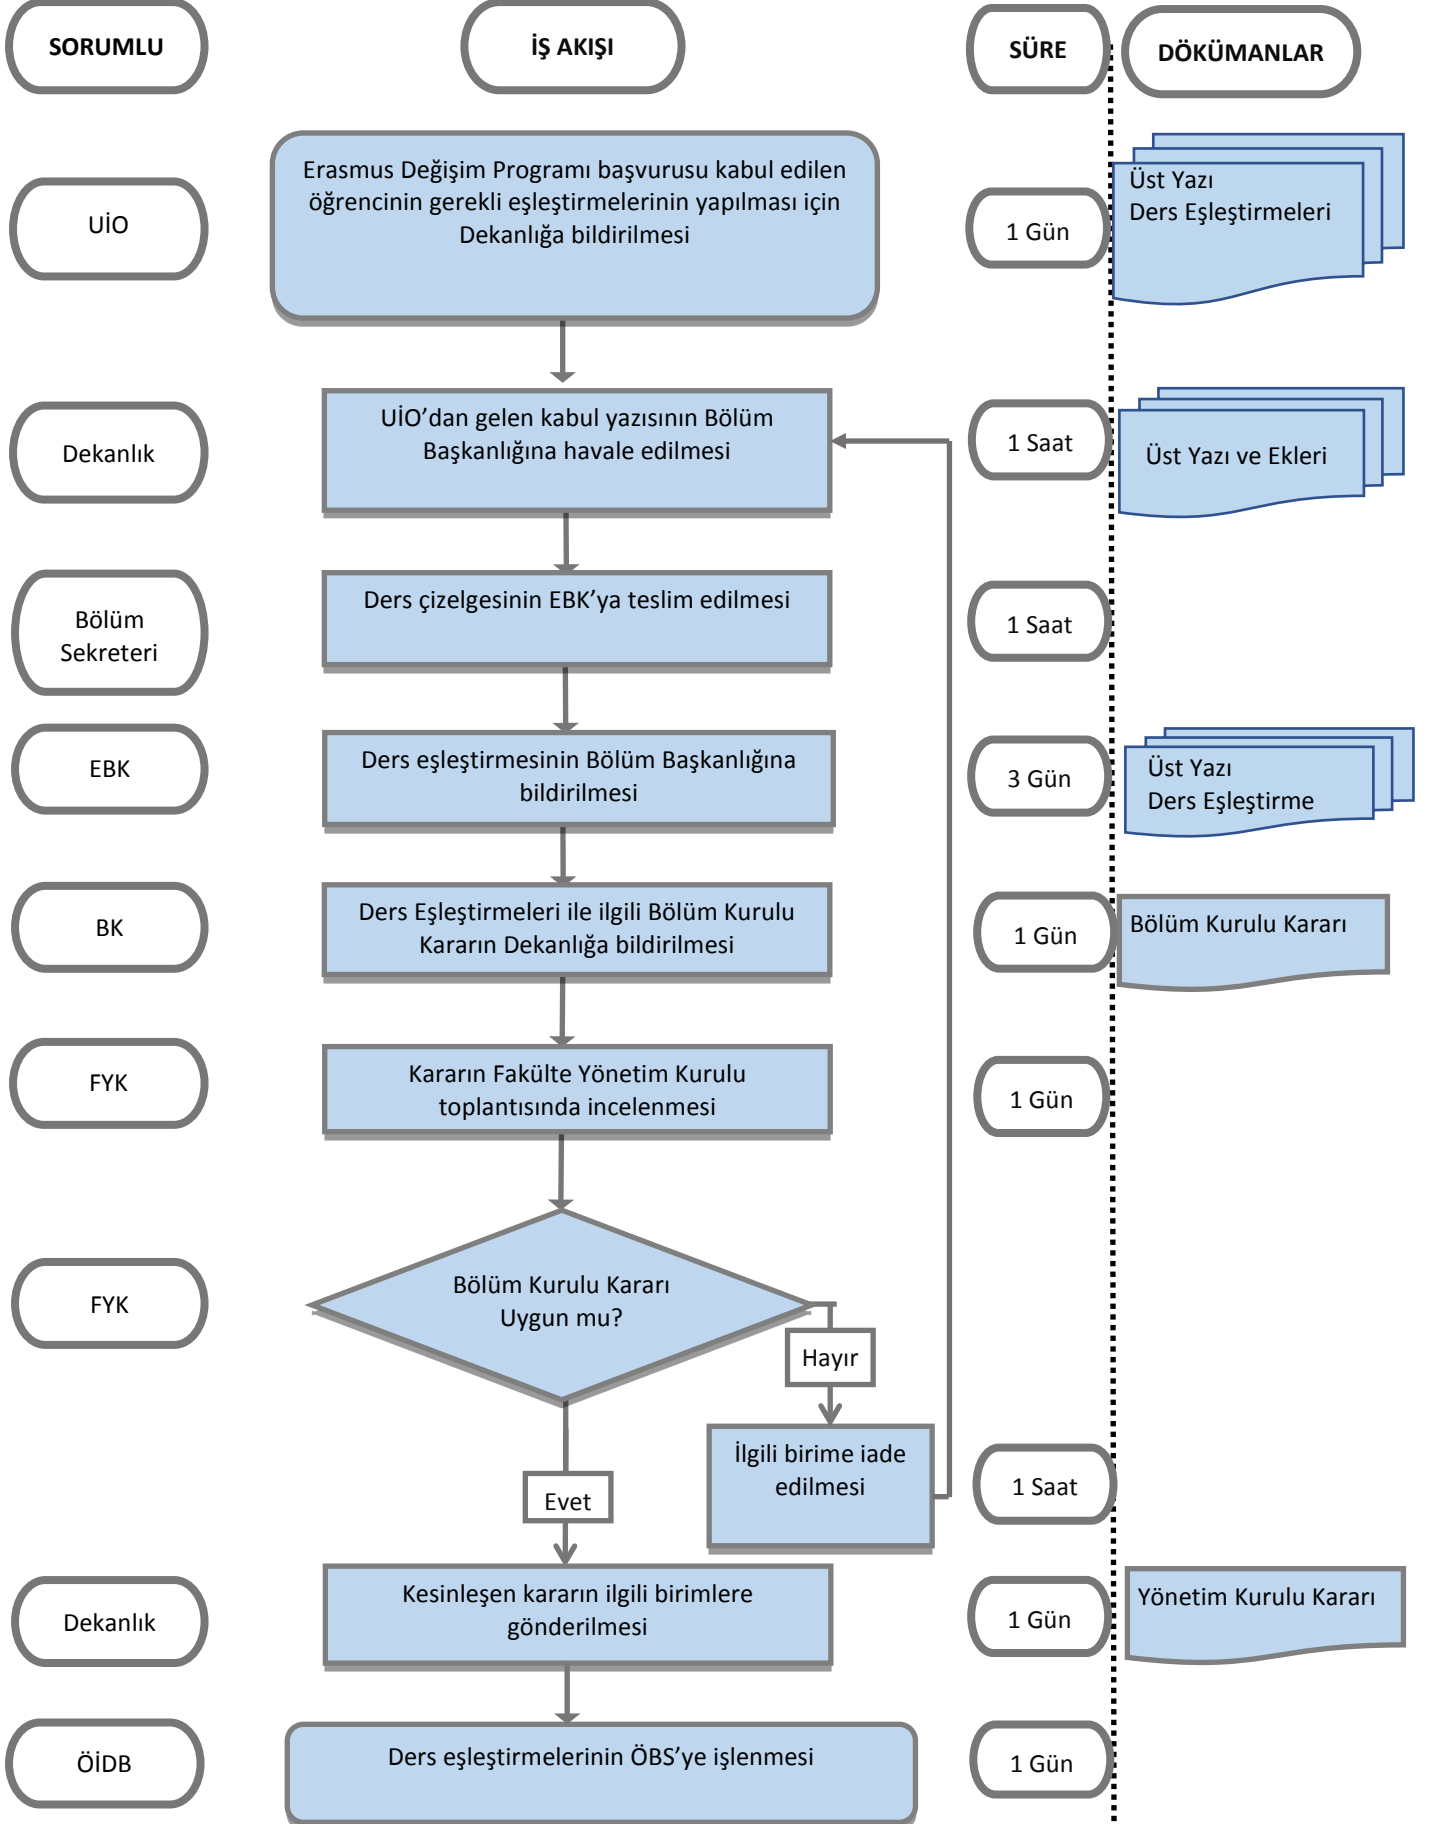 SORUMLU
İŞ AKIŞI
SÜRE
DÖKÜMANLAR
UİO
Erasmus Değişim Programı başvurusu kabul edilen
öğrencinin gerekli eşleştirmelerinin yapılması için
Dekanlığa bildirilmesi
1 Gün
Üst Yazı
Ders Eşleştirmeleri
Dekanlık
UİO’dan gelen kabul yazısının Bölüm
Başkanlığına havale edilmesi
1 Saat
Üst Yazı ve Ekleri
Bölüm
Sekreteri
Ders çizelgesinin EBK’ya teslim edilmesi
1 Saat
EBK
Ders eşleştirmesinin Bölüm Başkanlığına
bildirilmesi
3 Gün
Üst Yazı
Ders Eşleştirme
BK
Ders Eşleştirmeleri ile ilgili Bölüm Kurulu
Kararın Dekanlığa bildirilmesi
1 Gün
Bölüm Kurulu Kararı
FYK
Kararın Fakülte Yönetim Kurulu
toplantısında incelenmesi
1 Gün
FYK
Bölüm Kurulu Kararı
Uygun mu?
Hayır
İlgili birime iade
edilmesi
1 Saat
Evet
Dekanlık
Kesinleşen kararın ilgili birimlere
gönderilmesi
1 Gün
Yönetim Kurulu Kararı
ÖİDB
Ders eşleştirmelerinin ÖBS’ye işlenmesi
1 Gün